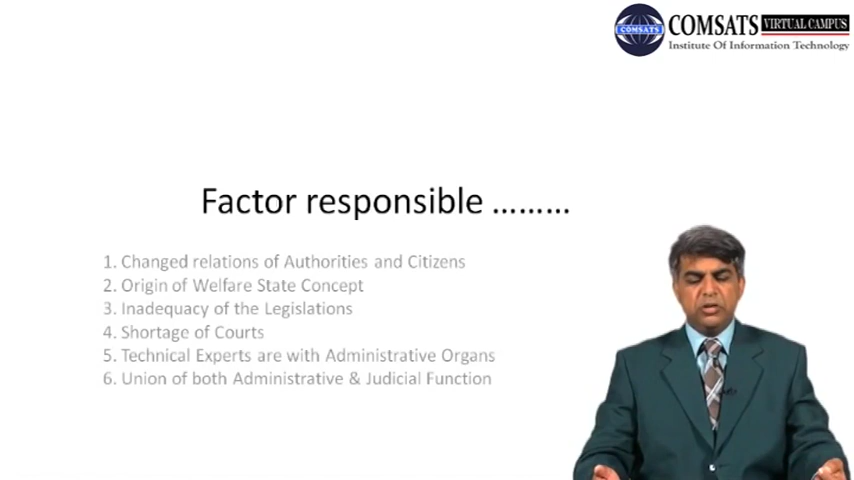 COMSATS
COMSATS VIRTUAL CAMPUS
Institute Of Information Technology
Factor responsible .........
1. Changed relations of Authorities and Citizens
2. Origin of Welfare State Concept
3. Inadequacy of the Legislations
4. Shortage of Courts
5. Technical Experts are with Administrative Organs
6. Union of both Administrative & Judicial Function